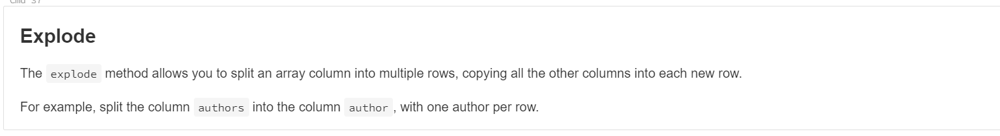 Cmd 37
Explode
The explode method allows you to split an array column into multiple rows, copying all the other columns into each new row.
For example, split the column authors into the column author , with one author per row.